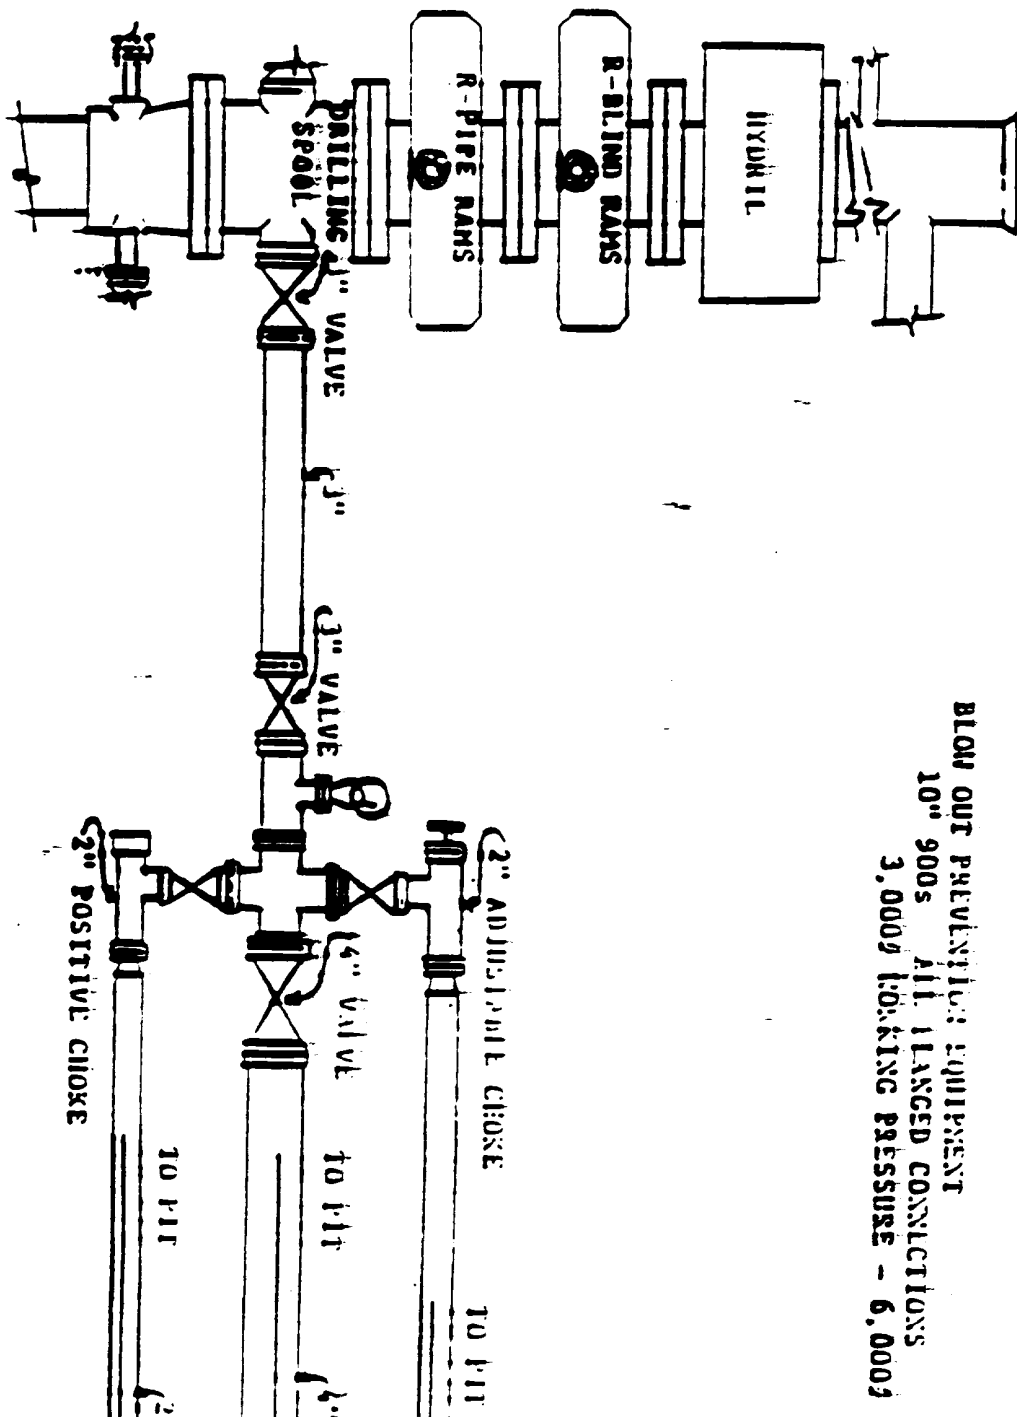 BLOW OUT PREVENTION EQUIPMENT
10" 900s ALL FLANGED CONNECTIONS
3,000# WORKING PRESSURE - 6,000#
HYDRIL
R-BLIND RAMS
R-PIPE RAMS
DRILLING
SPOOL
VALVE
3"
3" VALVE
2" ADJUSTABLE CHOKE
4" VALVE
2" POSITIVE CHOKE
TO PIT
TO PIT
TO PIT
4"